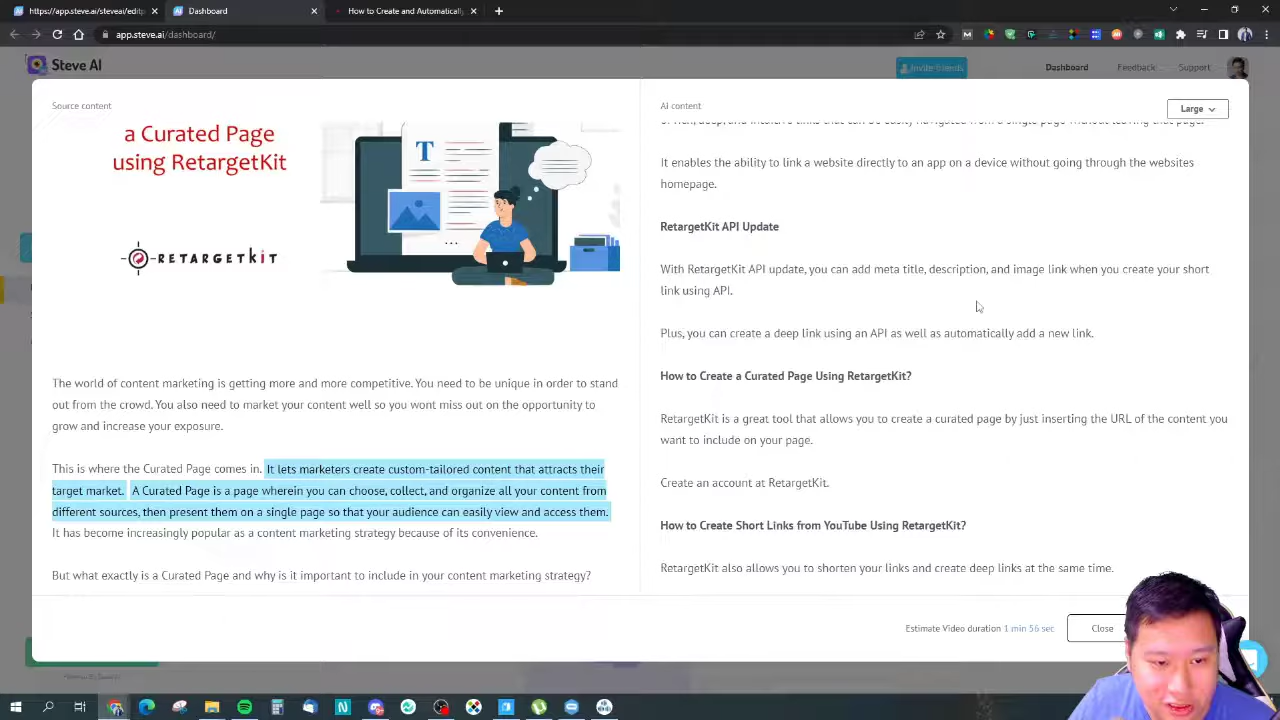 https://app.steve.ai/steve/edito
Dashboard
How to Create and Automatically
app.steve.ai/dashboard/
Steve AI
Invite friends
Dashboard
Feedback
Support
Source content
a Curated Page
using RetargetKit
RETARGETKIT
T
The world of content marketing is getting more and more competitive. You need to be unique in order to stand
out from the crowd. You also need to market your content well so you wont miss out on the opportunity to
grow and increase your exposure.
This is where the Curated Page comes in. It lets marketers create custom-tailored content that attracts their
target market. A Curated Page is a page wherein you can choose, collect, and organize all your content from
different sources, then present them on a single page so that your audience can easily view and access them.
It has become increasingly popular as a content marketing strategy because of its convenience.
But what exactly is a Curated Page and why is it important to include in your content marketing strategy?
AI content
Large
It enables the ability to link a website directly to an app on a device without going through the websites
homepage.
RetargetKit API Update
With RetargetKit API update, you can add meta title, description, and image link when you create your short
link using API.
Plus, you can create a deep link using an API as well as automatically add a new link.
How to Create a Curated Page Using RetargetKit?
RetargetKit is a great tool that allows you to create a curated page by just inserting the URL of the content you
want to include on your page.
Create an account at RetargetKit.
How to Create Short Links from YouTube Using RetargetKit?
RetargetKit also allows you to shorten your links and create deep links at the same time.
Estimate Video duration 1 min 56 sec
Close